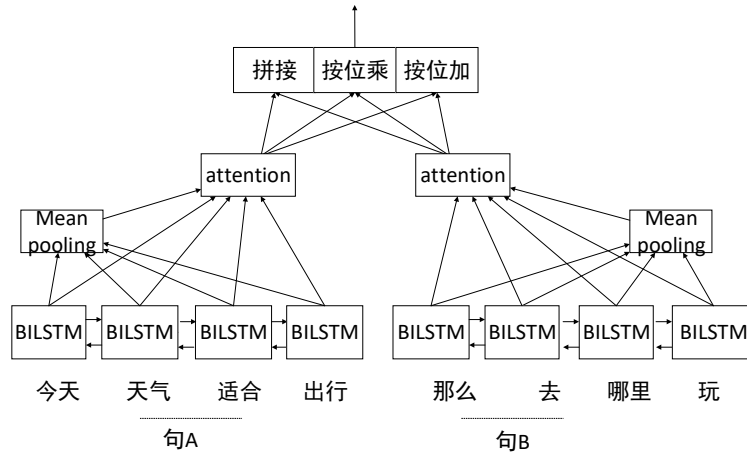 拼接 按位乘 按位加
attention attention
Mean
pooling
Mean
pooling
BILSTM BILSTM BILSTM BILSTM BILSTM BILSTM BILSTM BILSTM
今天 天气 适合 出行 那么 去 哪里 玩
句A 句B